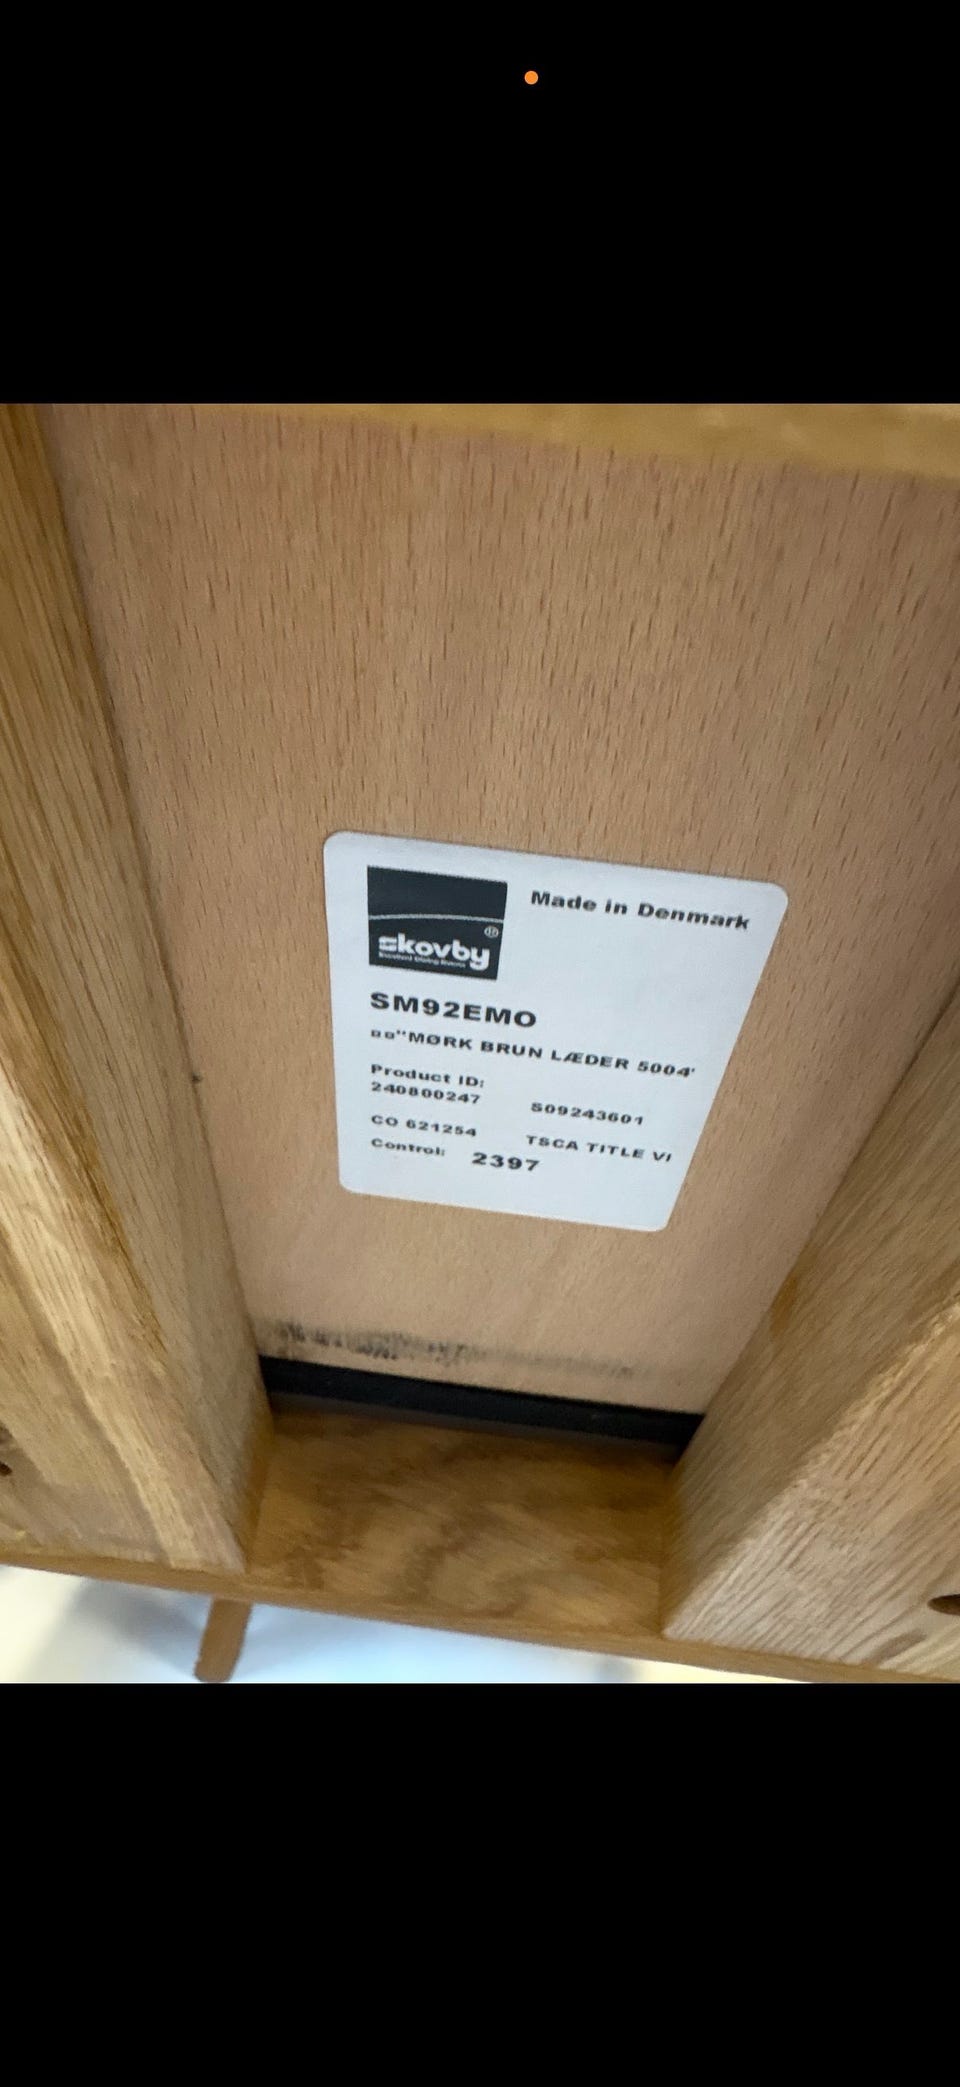 Made in Denmark
skovby®
SM92EMO
¤¤"MØRK BRUN LÆDER 5004'
Product ID:
240800247 S09243601
CO 621254 TSCA TITLE VI
Control: 2397